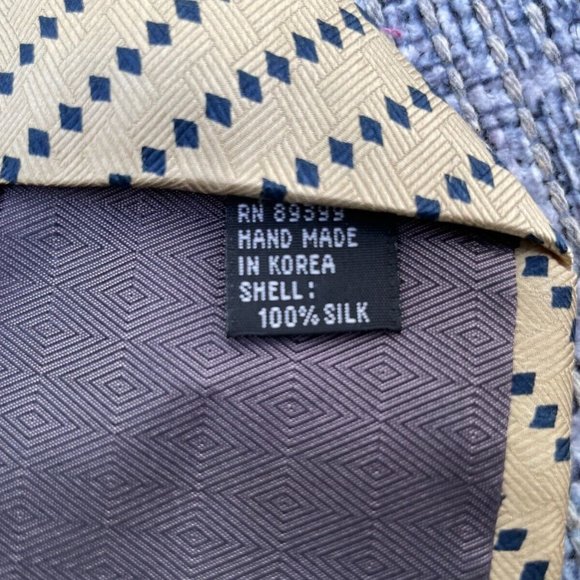 RN 89399
HAND MADE
IN KOREA
SHELL:
100% SILK